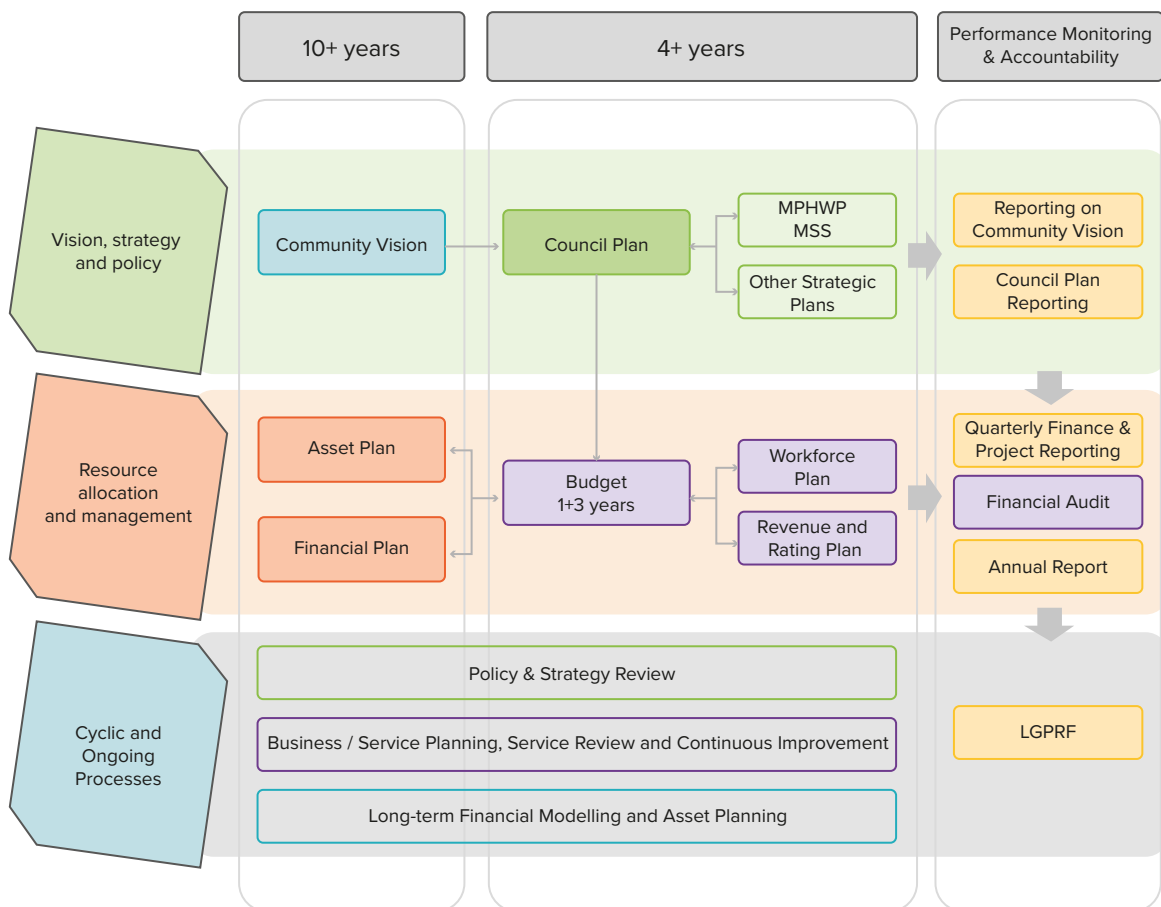 10+ years
4+ years
Performance Monitoring
& Accountability
Vision, strategy
and policy
Community Vision
Council Plan
MPHWP
MSS
Other Strategic
Plans
Reporting on
Community Vision
Council Plan
Reporting
Resource
allocation
and management
Asset Plan
Financial Plan
Budget
1+3 years
Workforce
Plan
Revenue and
Rating Plan
Quarterly Finance &
Project Reporting
Financial Audit
Annual Report
Cyclic and
Ongoing
Processes
Policy & Strategy Review
Business / Service Planning, Service Review and Continuous Improvement
Long-term Financial Modelling and Asset Planning
LGPRF